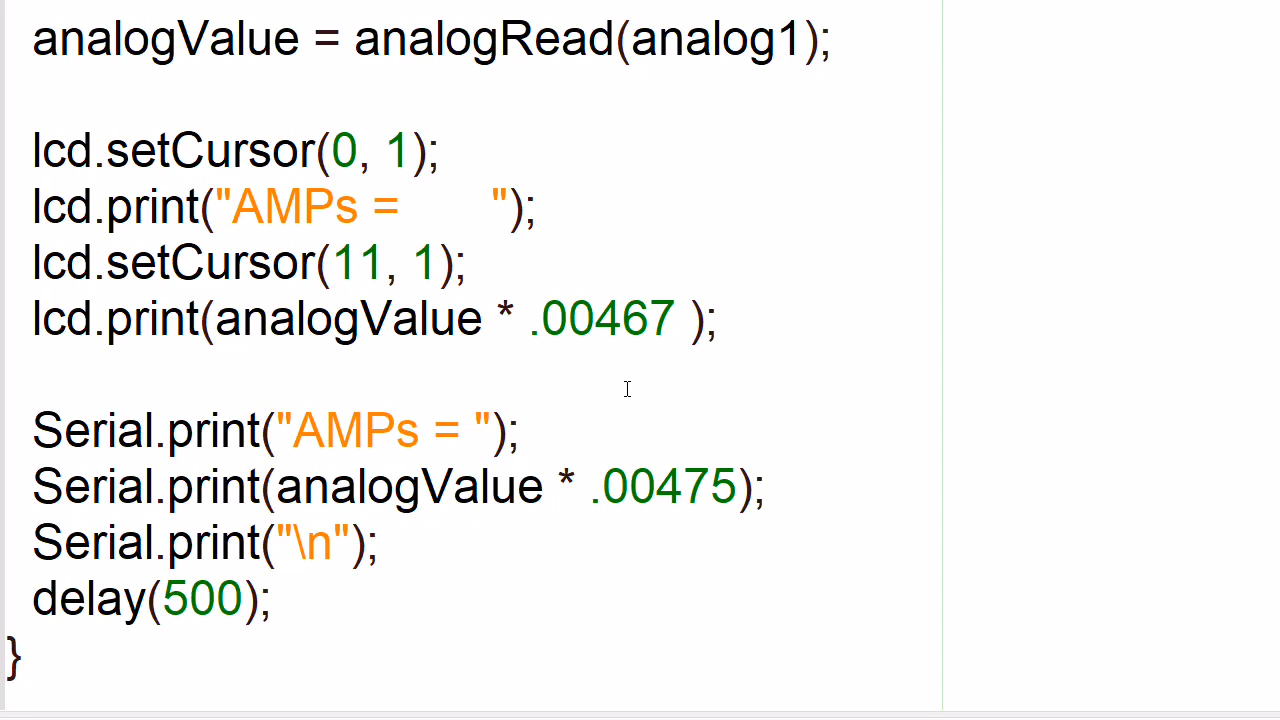 analogValue = analogRead(analog1);
lcd.setCursor(0, 1);
lcd.print("AMPs =      ");
lcd.setCursor(11, 1);
lcd.print(analogValue * .00467 );
Serial.print("AMPs = ");
Serial.print(analogValue * .00475);
Serial.print("\n");
delay(500);
}